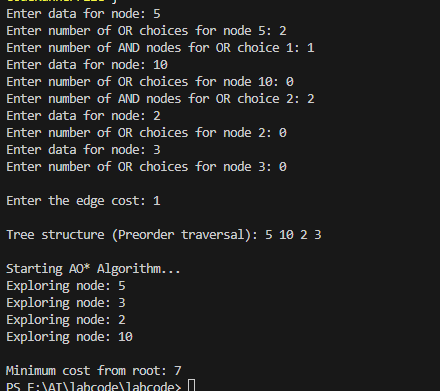 Enter data for node: 5
Enter number of OR choices for node 5: 2
Enter number of AND nodes for OR choice 1: 1
Enter data for node: 10
Enter number of OR choices for node 10: 0
Enter number of AND nodes for OR choice 2: 2
Enter data for node: 2
Enter number of OR choices for node 2: 0
Enter data for node: 3
Enter number of OR choices for node 3: 0
Enter the edge cost: 1
Tree structure (Preorder traversal): 5 10 2 3
Starting AO* Algorithm...
Exploring node: 5
Exploring node: 3
Exploring node: 2
Exploring node: 10
Minimum cost from root: 7
PS E:\AI\labcode\labcode>